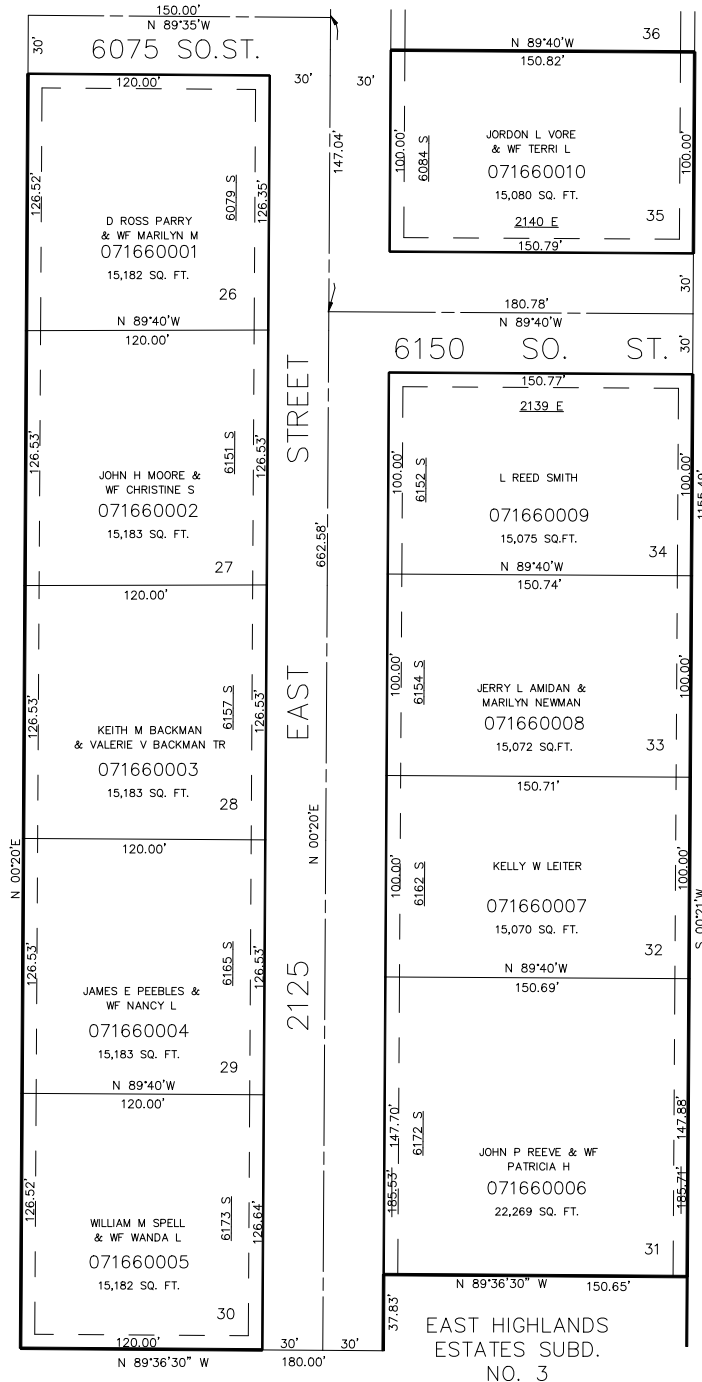 150.00'
N 89°35'W
30'
6075 SO.ST.
120.00'
30'
30'
126.52'
6079 S
126.35'
D ROSS PARRY
& WF MARILYN M
071660001
15,182 SQ. FT.
26
N 89°40'W
120.00'
126.53'
6151 S
126.53'
JOHN H MOORE &
WF CHRISTINE S
071660002
15,183 SQ. FT.
27
120.00'
126.53'
6157 S
126.53'
KEITH M BACKMAN
& VALERIE V BACKMAN TR
071660003
15,183 SQ. FT.
28
120.00'
N 00°20'E
126.53'
6165 S
126.53'
JAMES E PEEBLES &
WF NANCY L
071660004
15,183 SQ. FT.
29
N 89°40'W
120.00'
126.52'
6173 S
126.64'
WILLIAM M SPELL
& WF WANDA L
071660005
15,182 SQ. FT.
30
120.00'
N 89°36'30" W
30'
30'
180.00'
147.04'
662.58'
N 00°20'E
2125 EAST STREET
36
N 89°40'W
150.82'
100.00'
6084 S
100.00'
JORDON L VORE
& WF TERRI L
071660010
15,080 SQ. FT.
35
2140 E
150.79'
30'
180.78'
N 89°40'W
6150 SO. ST.
30'
150.77'
2139 E
100.00'
6152 S
100.00'
L REED SMITH
071660009
15,075 SQ.FT.
34
N 89°40'W
150.74'
100.00'
6154 S
100.00'
JERRY L AMIDAN &
MARILYN NEWMAN
071660008
15,072 SQ.FT.
33
150.71'
100.00'
6162 S
100.00'
S 00°21'W
KELLY W LEITER
071660007
15,070 SQ. FT.
32
N 89°40'W
150.69'
147.70'
185.53'
6172 S
147.88'
185.71'
JOHN P REEVE & WF
PATRICIA H
071660006
22,269 SQ. FT.
31
N 89°36'30" W
150.65'
37.83'
EAST HIGHLANDS
ESTATES SUBD.
NO. 3